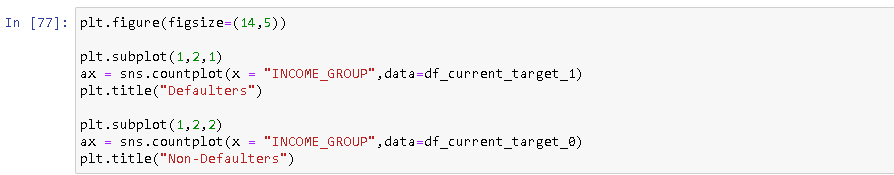 In [77]: plt.figure(figsize=(14,5))
plt.subplot(1,2,1)
ax = sns.countplot(x = "INCOME_GROUP",data=df_current_target_1)
plt.title("Defaulters")
plt.subplot(1,2,2)
ax = sns.countplot(x = "INCOME_GROUP",data=df_current_target_0)
plt.title("Non-Defaulters")